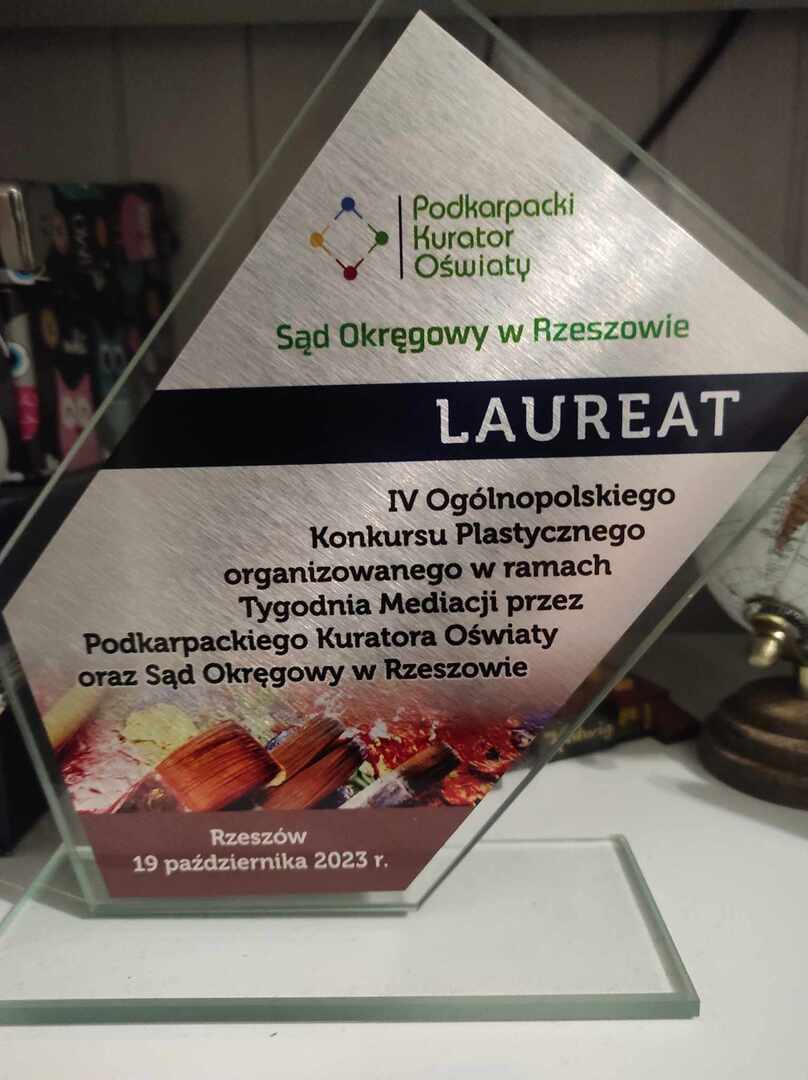 Podkarpacki
Kurator
Oświaty
Sąd Okręgowy w Rzeszowie
LAUREAT
IV Ogólnopolskiego
Konkursu Plastycznego
organizowanego w ramach
Tygodnia Mediacji przez
Podkarpackiego Kuratora Oświaty
oraz Sąd Okręgowy w Rzeszowie
Rzeszów
19 października 2023 r.